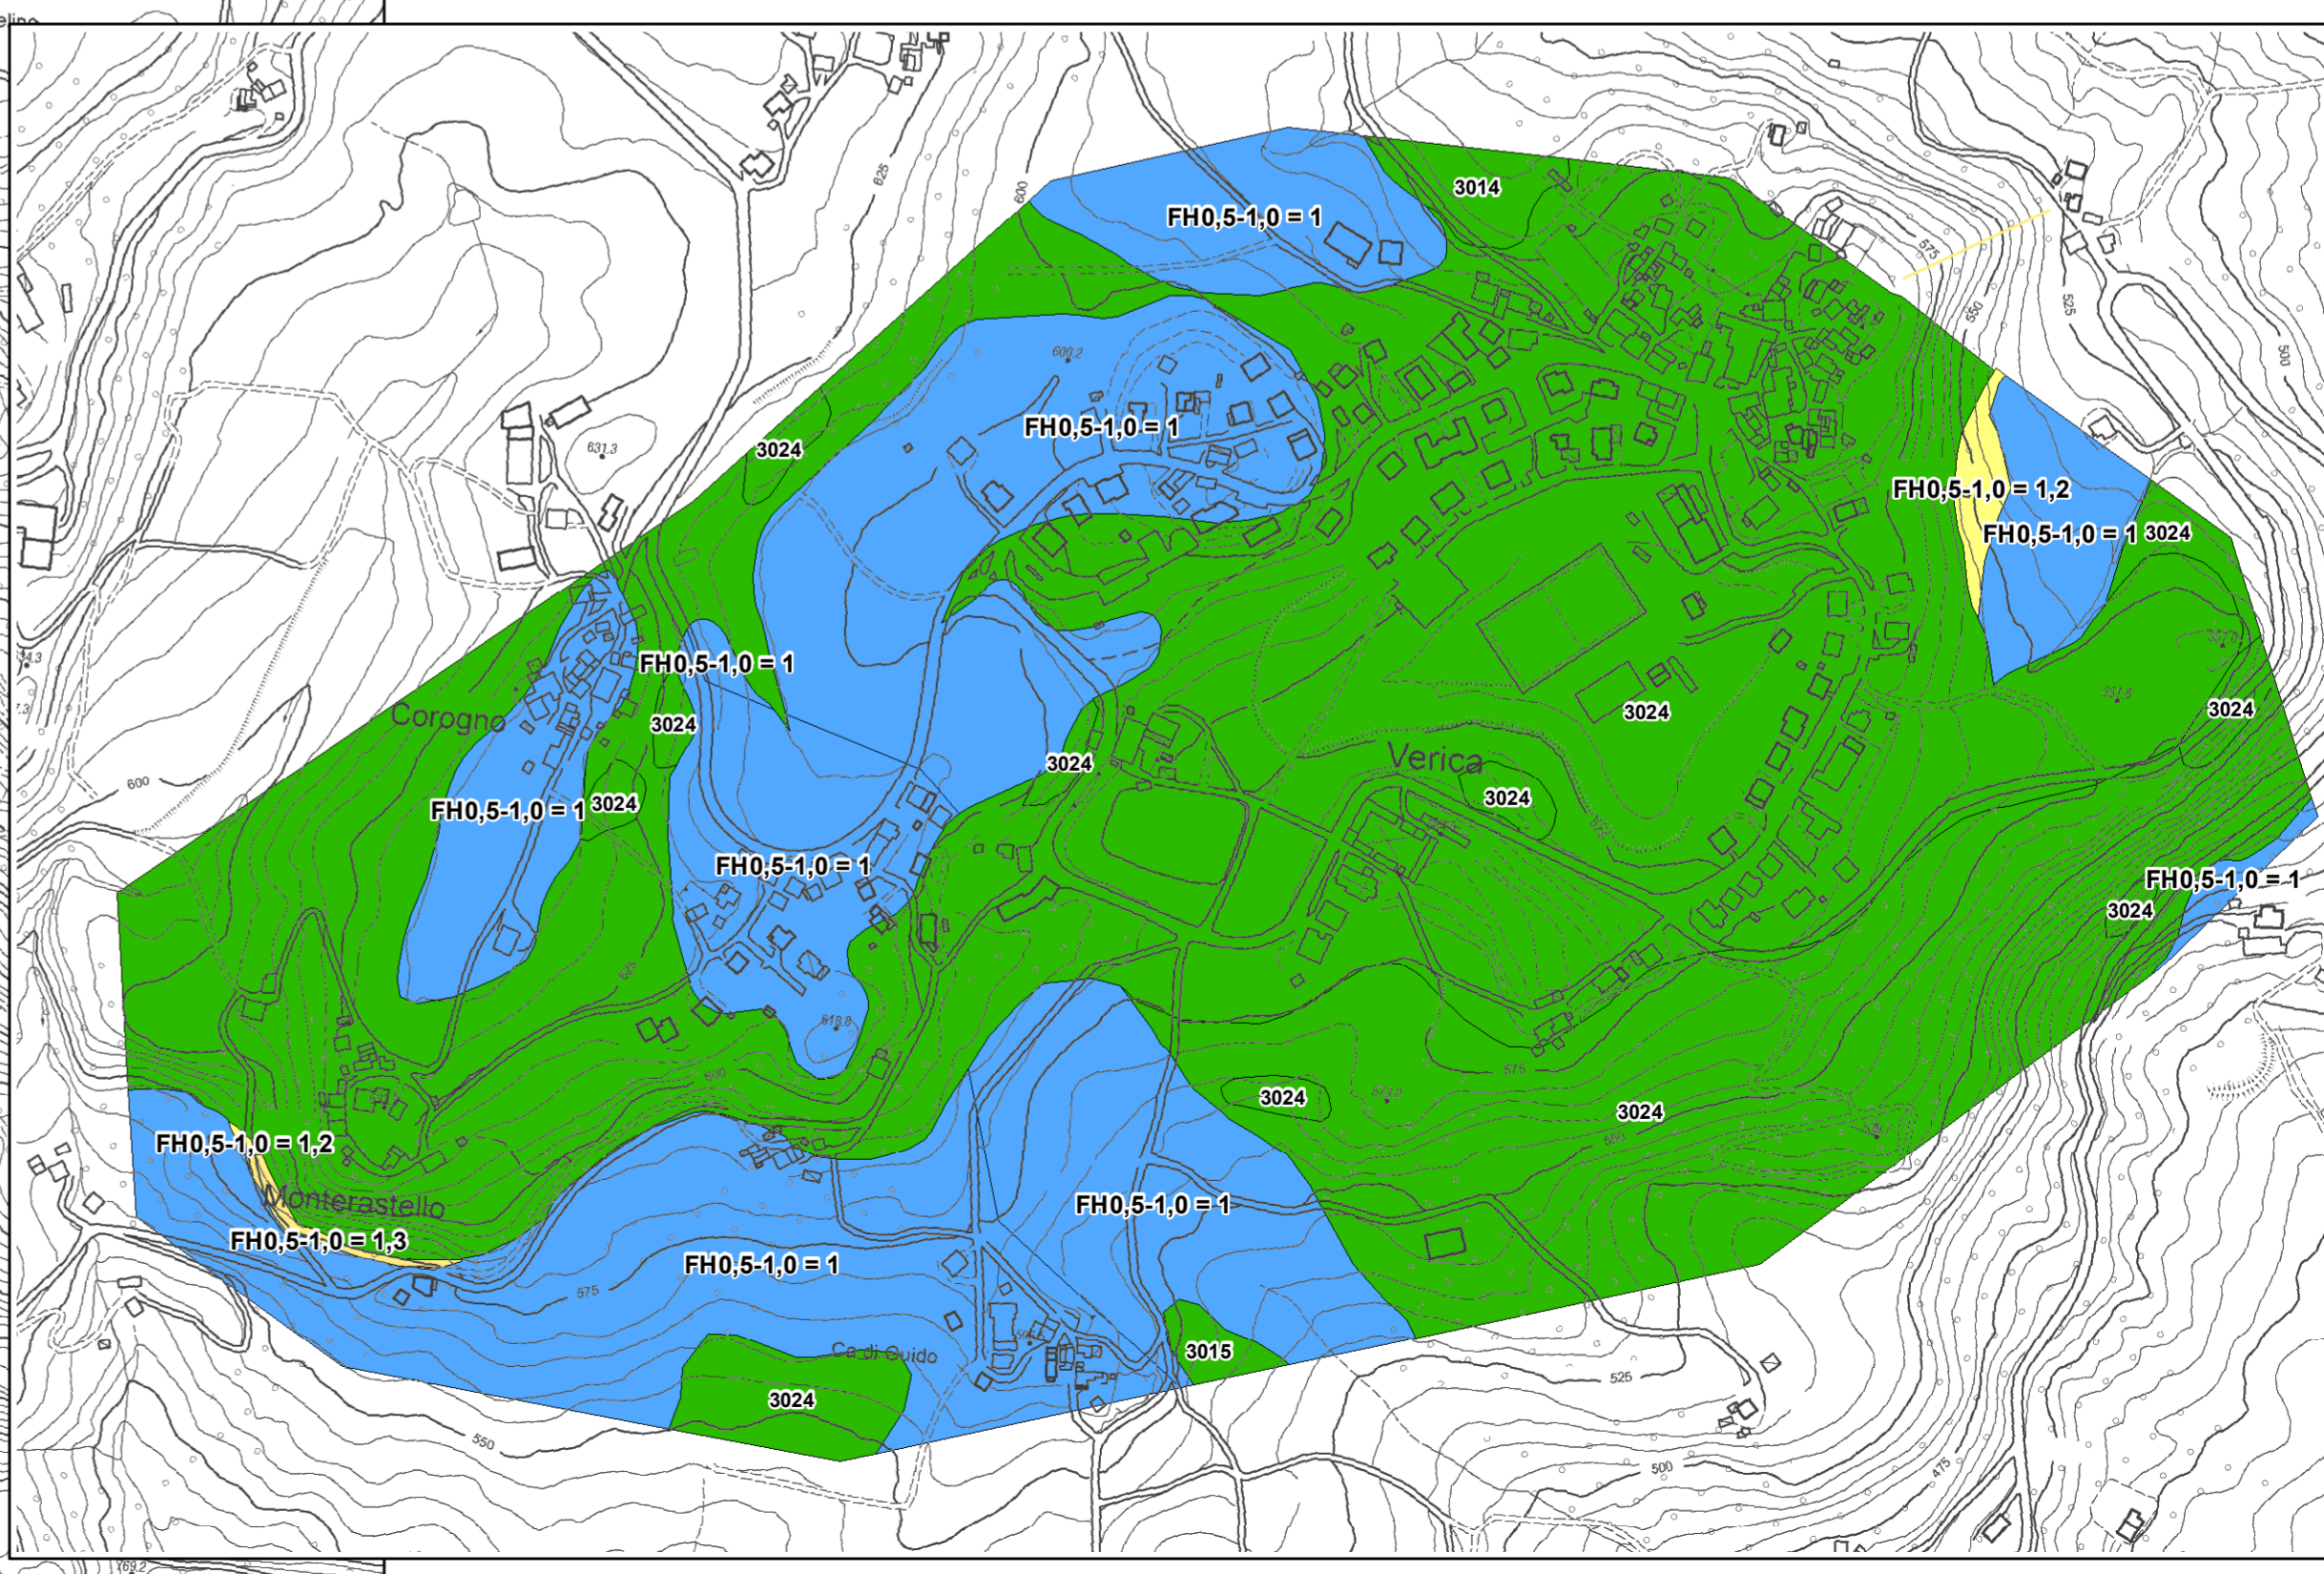 625
600
3014
FH0,5-1,0 = 1
575
550
525
500
600.2
FH0,5-1,0 = 1
631.3
3024
FH0,5-1,0 = 1,2
FH0,5-1,0 = 1
3024
FH0,5-1,0 = 1
Corogno
3024
3024
3024
3024
Verica
600
FH0,5-1,0 = 1
3024
3024
FH0,5-1,0 = 1
FH0,5-1,0 = 1
3024
625
618.8
600
575
3024
3024
550
FH0,5-1,0 = 1,2
Monterastello
FH0,5-1,0 = 1,3
FH0,5-1,0 = 1
FH0,5-1,0 = 1
575
Ca di Guido
3015
3024
525
550
500
475